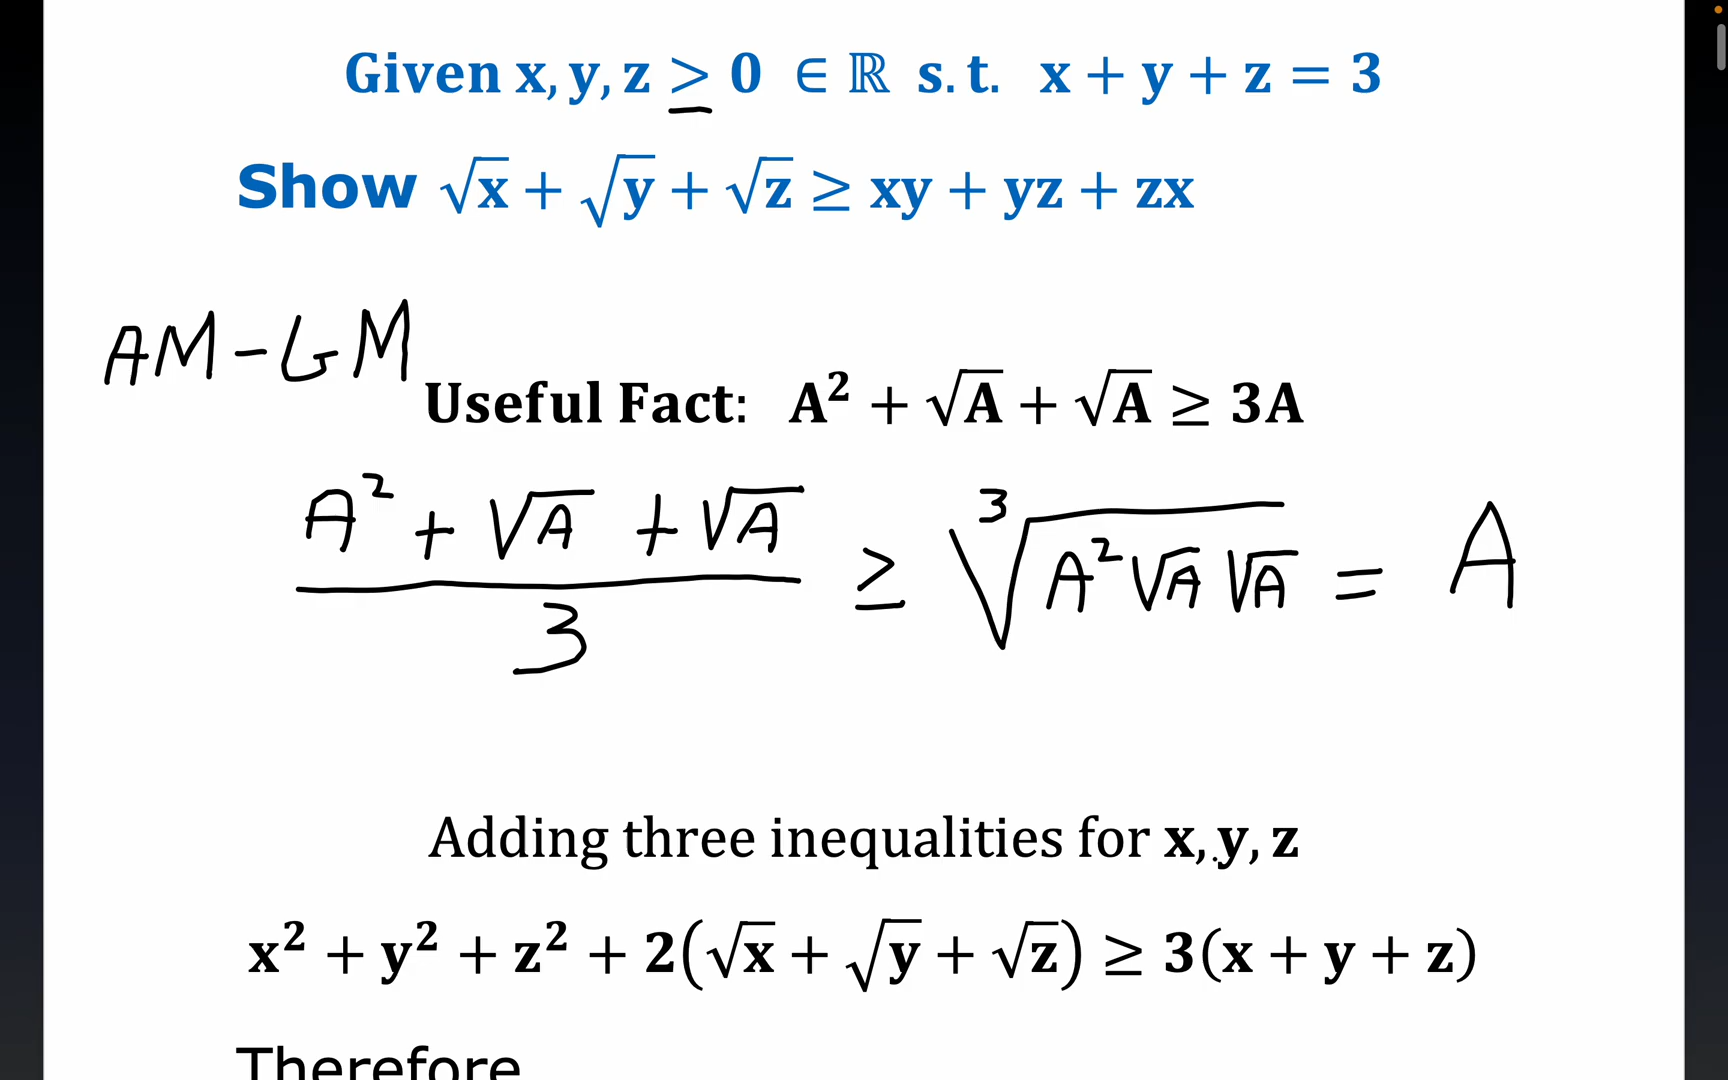 Given x, y, z ≥ 0 ∈ ℝ s.t. x + y + z = 3
Show √x + √y + √z ≥ xy + yz + zx
AM-GM
Useful Fact: A² + √A + √A ≥ 3A
(A² + √A + √A)/3 ≥ ∛(A²√A√A) = A
Adding three inequalities for x, y, z
x² + y² + z² + 2(√x + √y + √z) ≥ 3(x + y + z)
Therefore